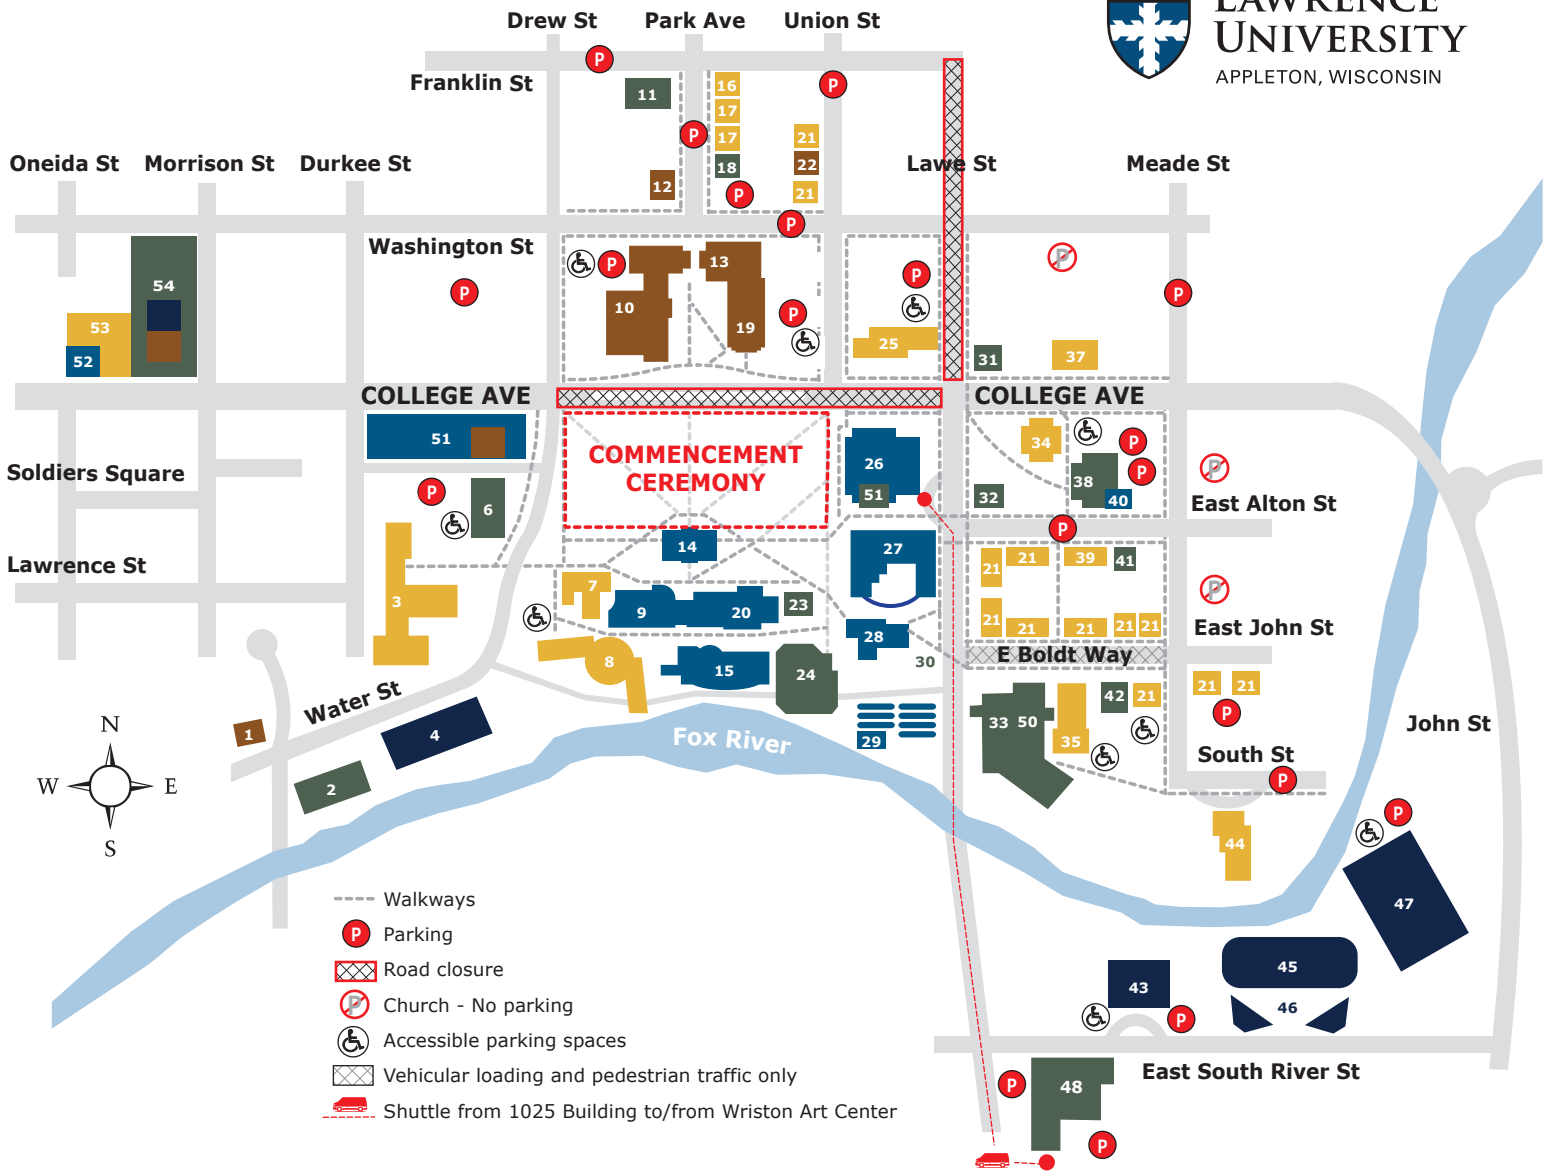 LAWRENCE
UNIVERSITY
APPLETON, WISCONSIN
Drew St
Park Ave
Union St
Franklin St
P
P
P
11
16
17
17
18
12
P
21
22
21
P
Oneida St
Morrison St
Durkee St
Lawe St
Meade St
Washington St
54
53
52
P
P
10
13
19
P
P
25
P
31
37
P
COLLEGE AVE
COLLEGE AVE
51
COMMENCEMENT
CEREMONY
26
51
34
P
P
38
40
32
P
Soldiers Square
East Alton St
P
6
14
27
P
21
21
39
41
Lawrence St
3
7
9
20
23
21
21
21
21
21
P
East John St
8
15
24
28
30
E Boldt Way
21
21
P
Water St
1
4
2
Fox River
29
33
50
35
42
21
South St
P
John St
N
W
E
S
44
P
47
45
46
43
P
East South River St
P
48
P
Walkways
P
Parking
Road closure
P
Church - No parking
Accessible parking spaces
Vehicular loading and pedestrian traffic only
Shuttle from 1025 Building to/from Wriston Art Center